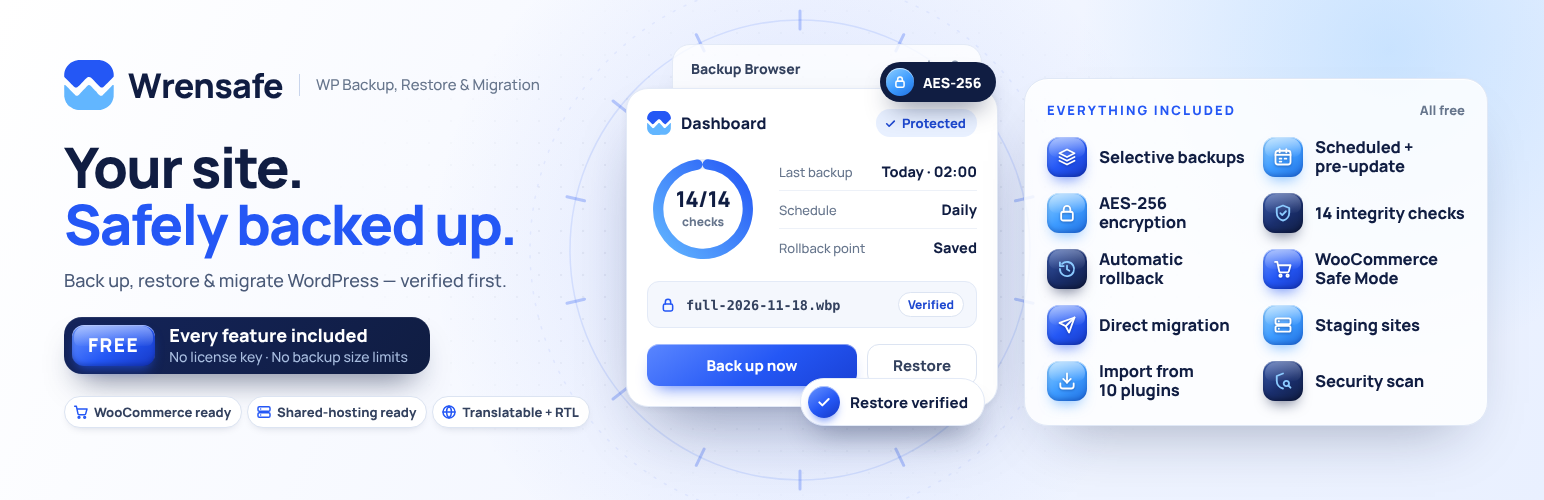 Wrensafe
WP Backup, Restore & Migration
Your site.
Safely backed up.
Back up, restore & migrate WordPress — verified first.
FREE
Every feature included
No license key · No backup size limits
WooCommerce ready
Shared-hosting ready
Translatable + RTL
Backup Browser
AES-256
Dashboard
Protected
14/14
checks
Last backup
Today · 02:00
Schedule
Daily
Rollback point
Saved
full-2026-11-18.wbp
Verified
Back up now
Restore
Restore verified
EVERYTHING INCLUDED
All free
Selective backups
Scheduled +
pre-update
AES-256
encryption
14 integrity checks
Automatic
rollback
WooCommerce
Safe Mode
Direct migration
Staging sites
Import from
10 plugins
Security scan